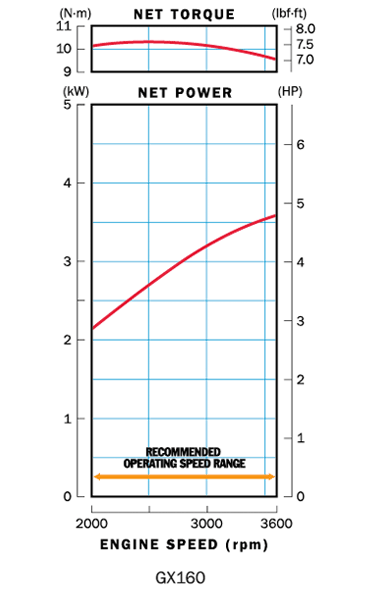 NET TORQUE
(N·m) (lbf·ft)
11 8.0
10 7.5
9 7.0
NET POWER
(kW) (HP)
5
6
4 5
3 4
3
2 2
1 1
RECOMMENDED
OPERATING SPEED RANGE
0 0
2000 3000 3600
ENGINE SPEED (rpm)
GX160